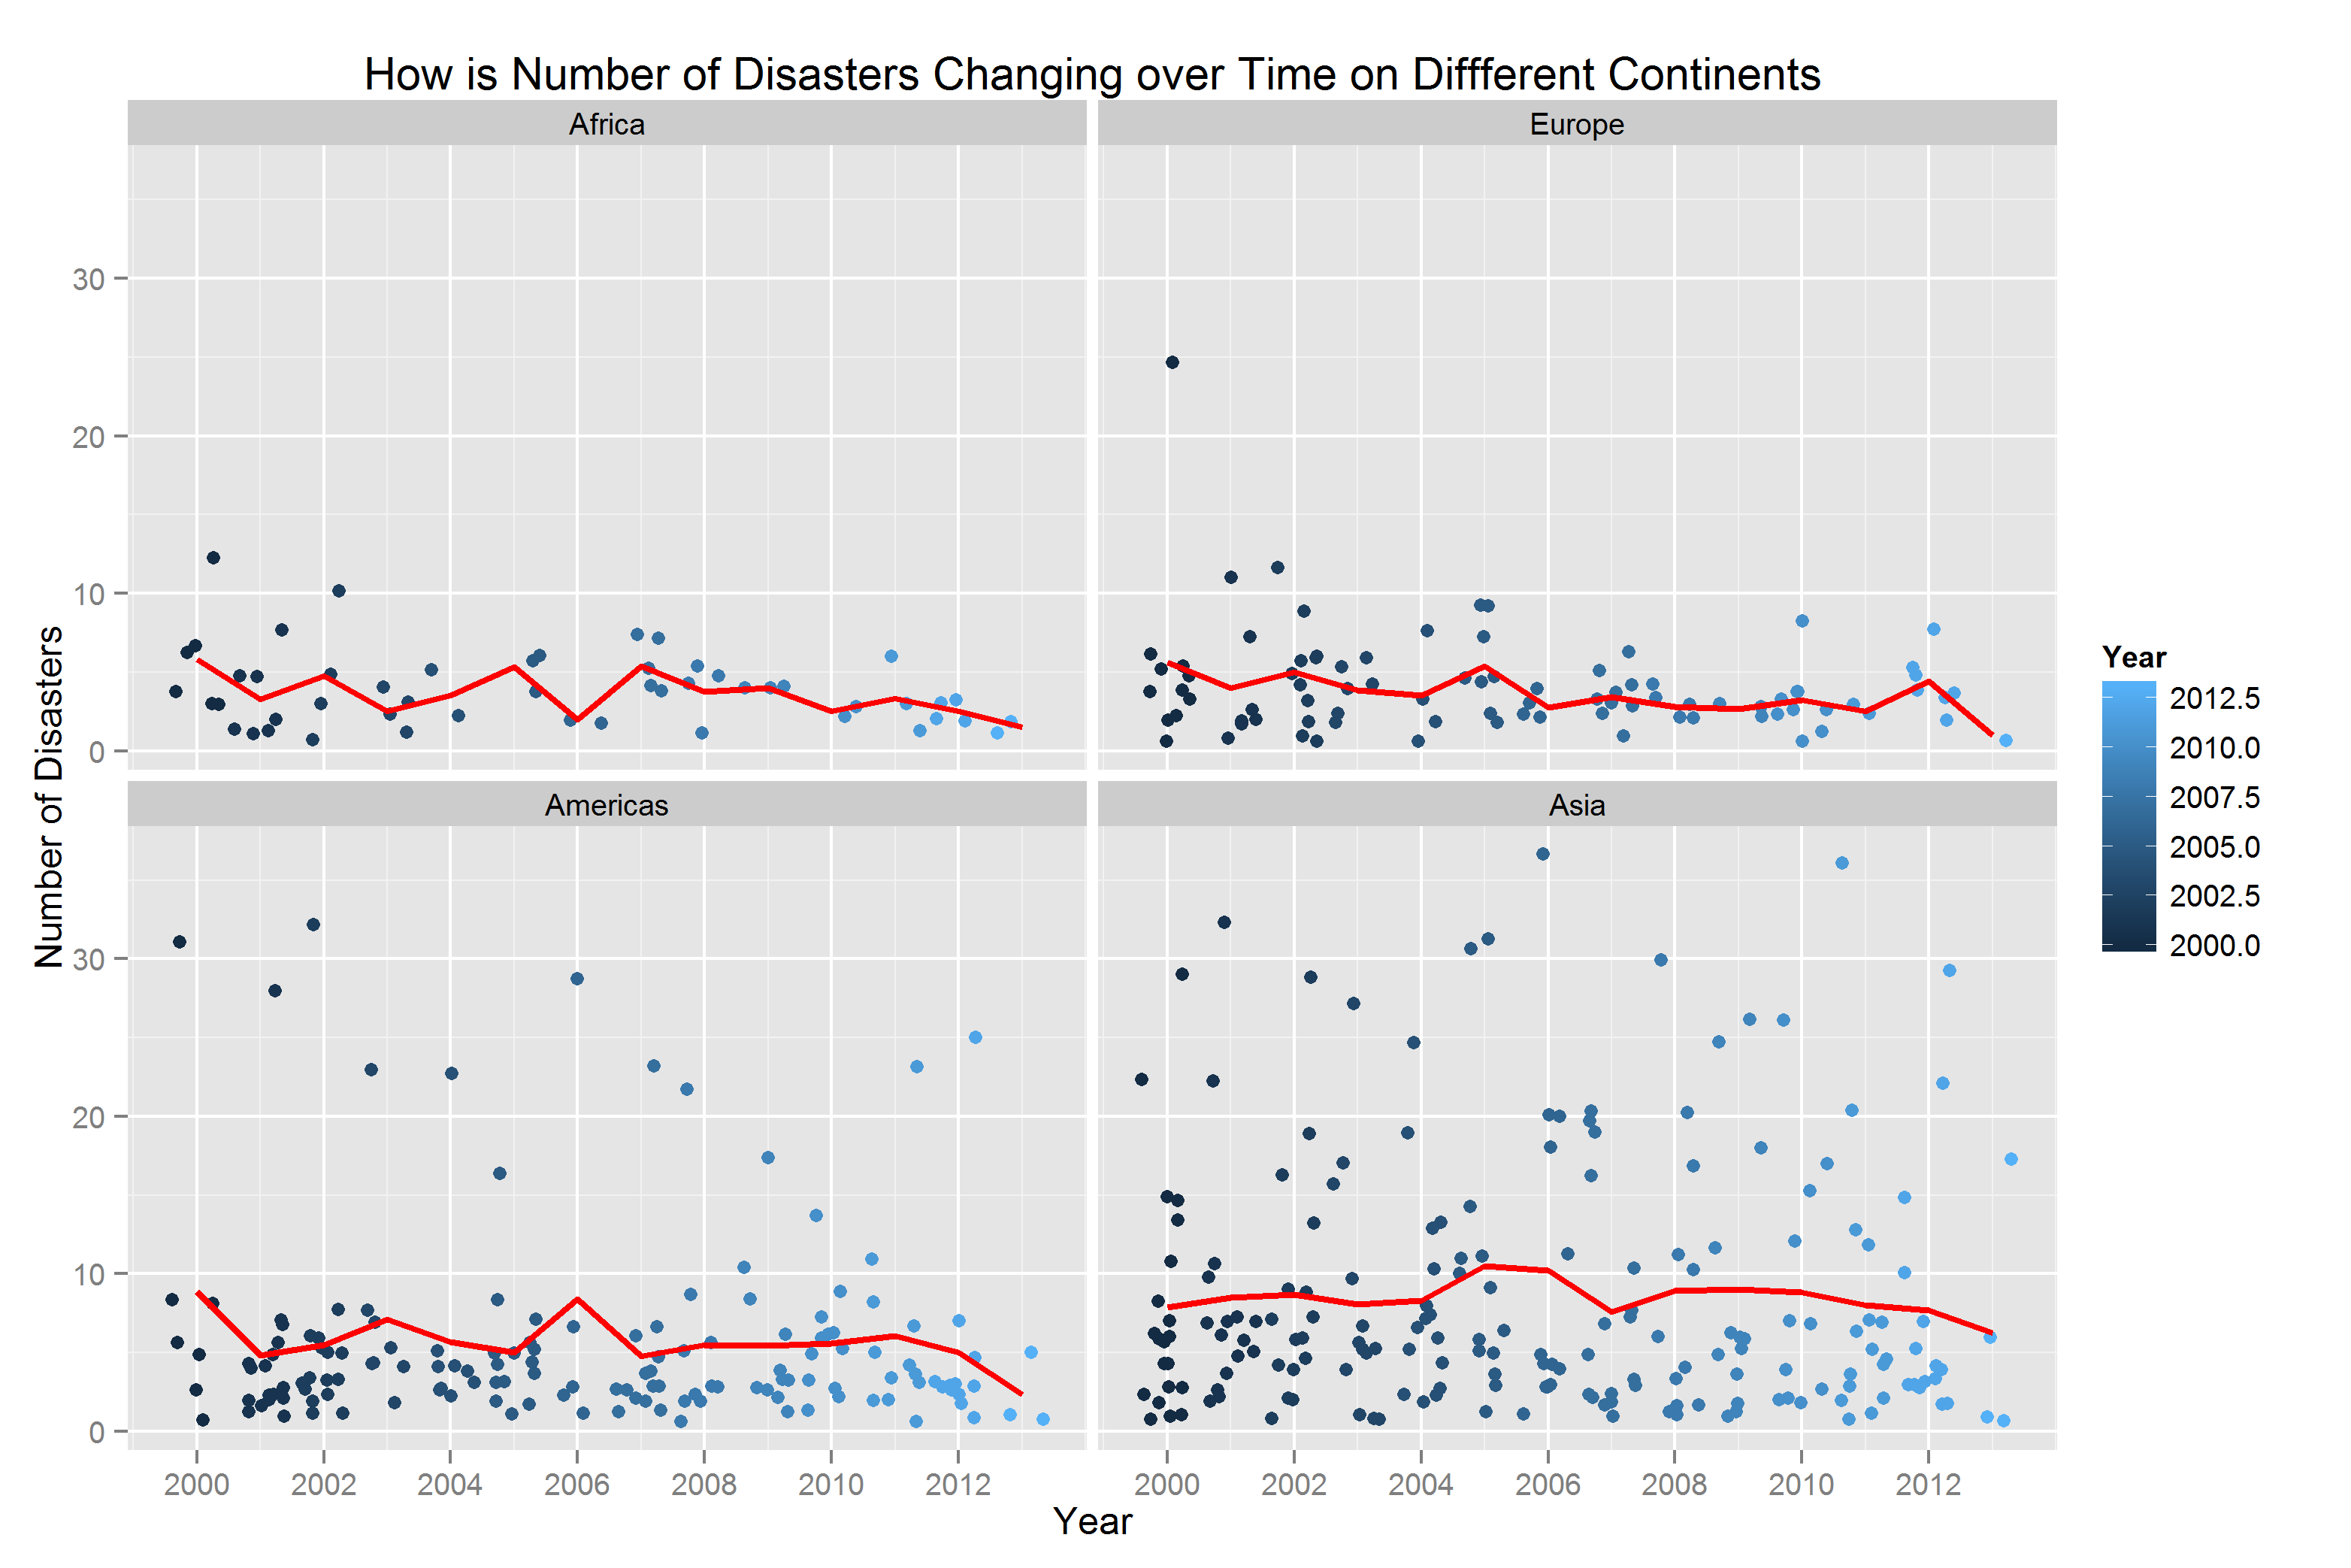 How is Number of Disasters Changing over Time on Diffferent Continents
Africa
Europe
30
20
10
0
Americas
Asia
30
20
10
0
2000 2002 2004 2006 2008 2010 2012
2000 2002 2004 2006 2008 2010 2012
Year
Number of Disasters
Year
2012.5
2010.0
2007.5
2005.0
2002.5
2000.0